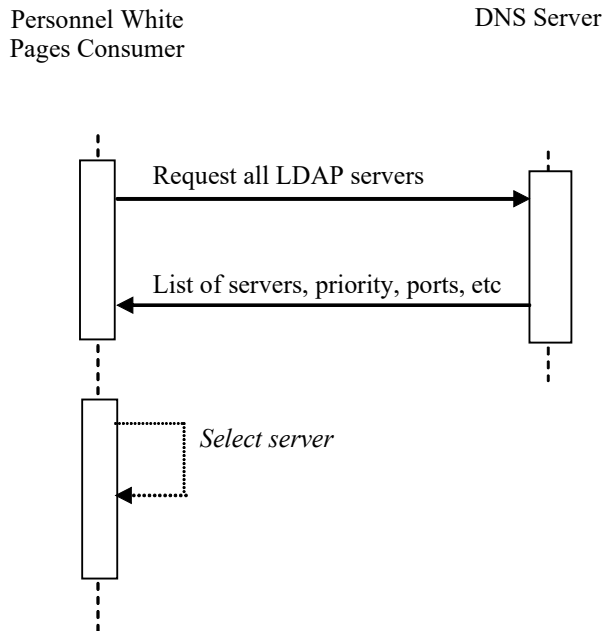 Personnel White
Pages Consumer
DNS Server
Request all LDAP servers
List of servers, priority, ports, etc
Select server